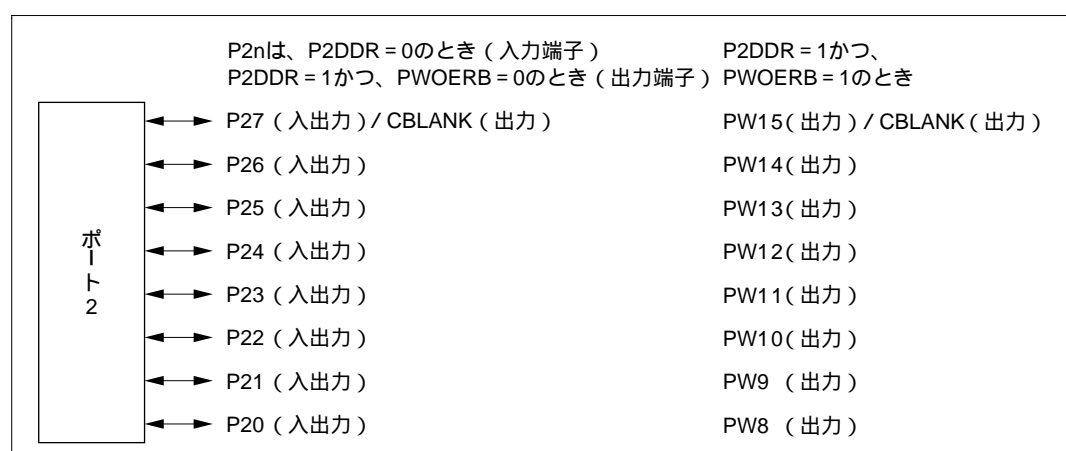 P2nは、P2DDR = 0のとき（入力端子） P2DDR = 1かつ、
P2DDR = 1かつ、PWOERB = 0のとき（出力端子） PWOERB = 1のとき
P27（入出力）/ CBLANK（出力） PW15（出力）/ CBLANK（出力）
P26（入出力） PW14（出力）
P25（入出力） PW13（出力）
P24（入出力） PW12（出力）
P23（入出力） PW11（出力）
P22（入出力） PW10（出力）
P21（入出力） PW9 （出力）
P20（入出力） PW8 （出力）
ポート2